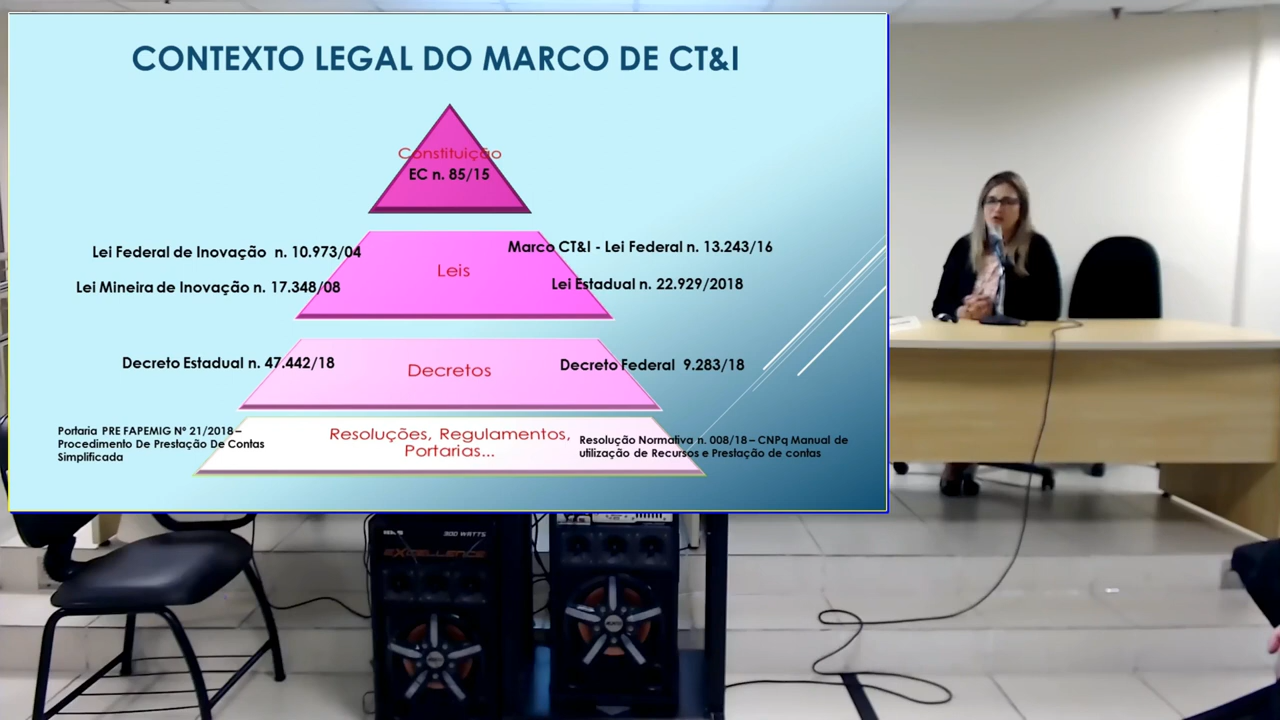 CONTEXTO LEGAL DO MARCO DE CT&I
Constituição
EC n. 85/15
Lei Federal de Inovação n. 10.973/04
Marco CT&I - Lei Federal n. 13.243/16
Leis
Lei Mineira de Inovação n. 17.348/08
Lei Estadual n. 22.929/2018
Decreto Estadual n. 47.442/18
Decretos
Decreto Federal 9.283/18
Portaria PRE FAPEMIG Nº 21/2018 –
Procedimento De Prestação De Contas
Simplificada
Resoluções, Regulamentos,
Portarias...
Resolução Normativa n. 008/18 – CNPq Manual de
utilização de Recursos e Prestação de contas
300 WATTS
EXCELLENCE